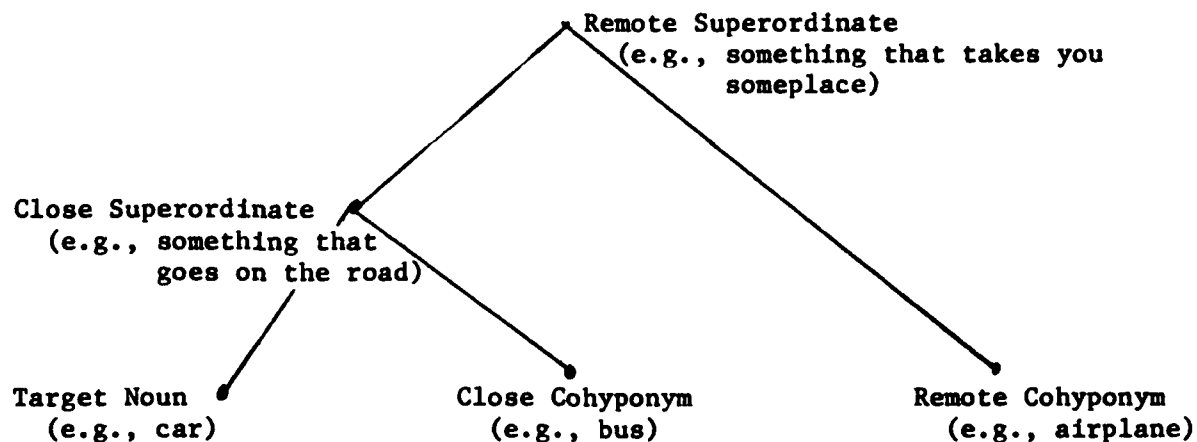 Remote Superordinate
(e.g., something that takes you
someplace)
Close Superordinate
(e.g., something that
goes on the road)
Target Noun
(e.g., car)
Close Cohyponym
(e.g., bus)
Remote Cohyponym
(e.g., airplane)